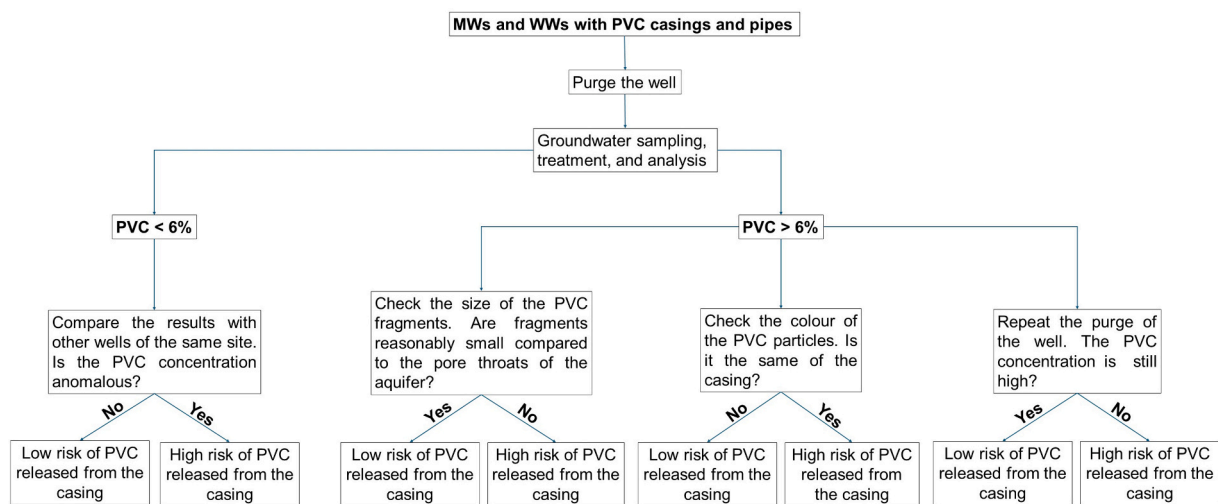 MWs and WWs with PVC casings and pipes
Purge the well
Groundwater sampling,
treatment, and analysis
PVC < 6%
PVC > 6%
Compare the results with
other wells of the same site.
Is the PVC concentration
anomalous?
Check the size of the PVC
fragments. Are fragments
reasonably small compared
to the pore throats of the
aquifer?
Check the colour of
the PVC particles. Is
it the same of the
casing?
Repeat the purge of
the well. The PVC
concentration is still
high?
No
Yes
Yes
No
No
Yes
Yes
No
Low risk of PVC
released from the
casing
High risk of PVC
released from the
casing
Low risk of PVC
released from the
casing
High risk of PVC
released from the
casing
Low risk of PVC
released from the
casing
High risk of PVC
released from
the casing
Low risk of PVC
released from the
casing
High risk of PVC
released from the
casing